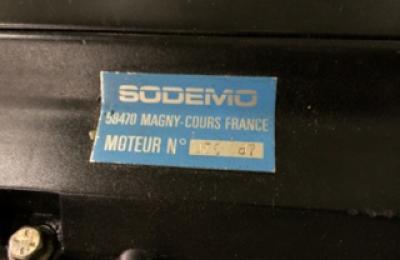 SODEMO
58470 MAGNY-COURS FRANCE
MOTEUR N°